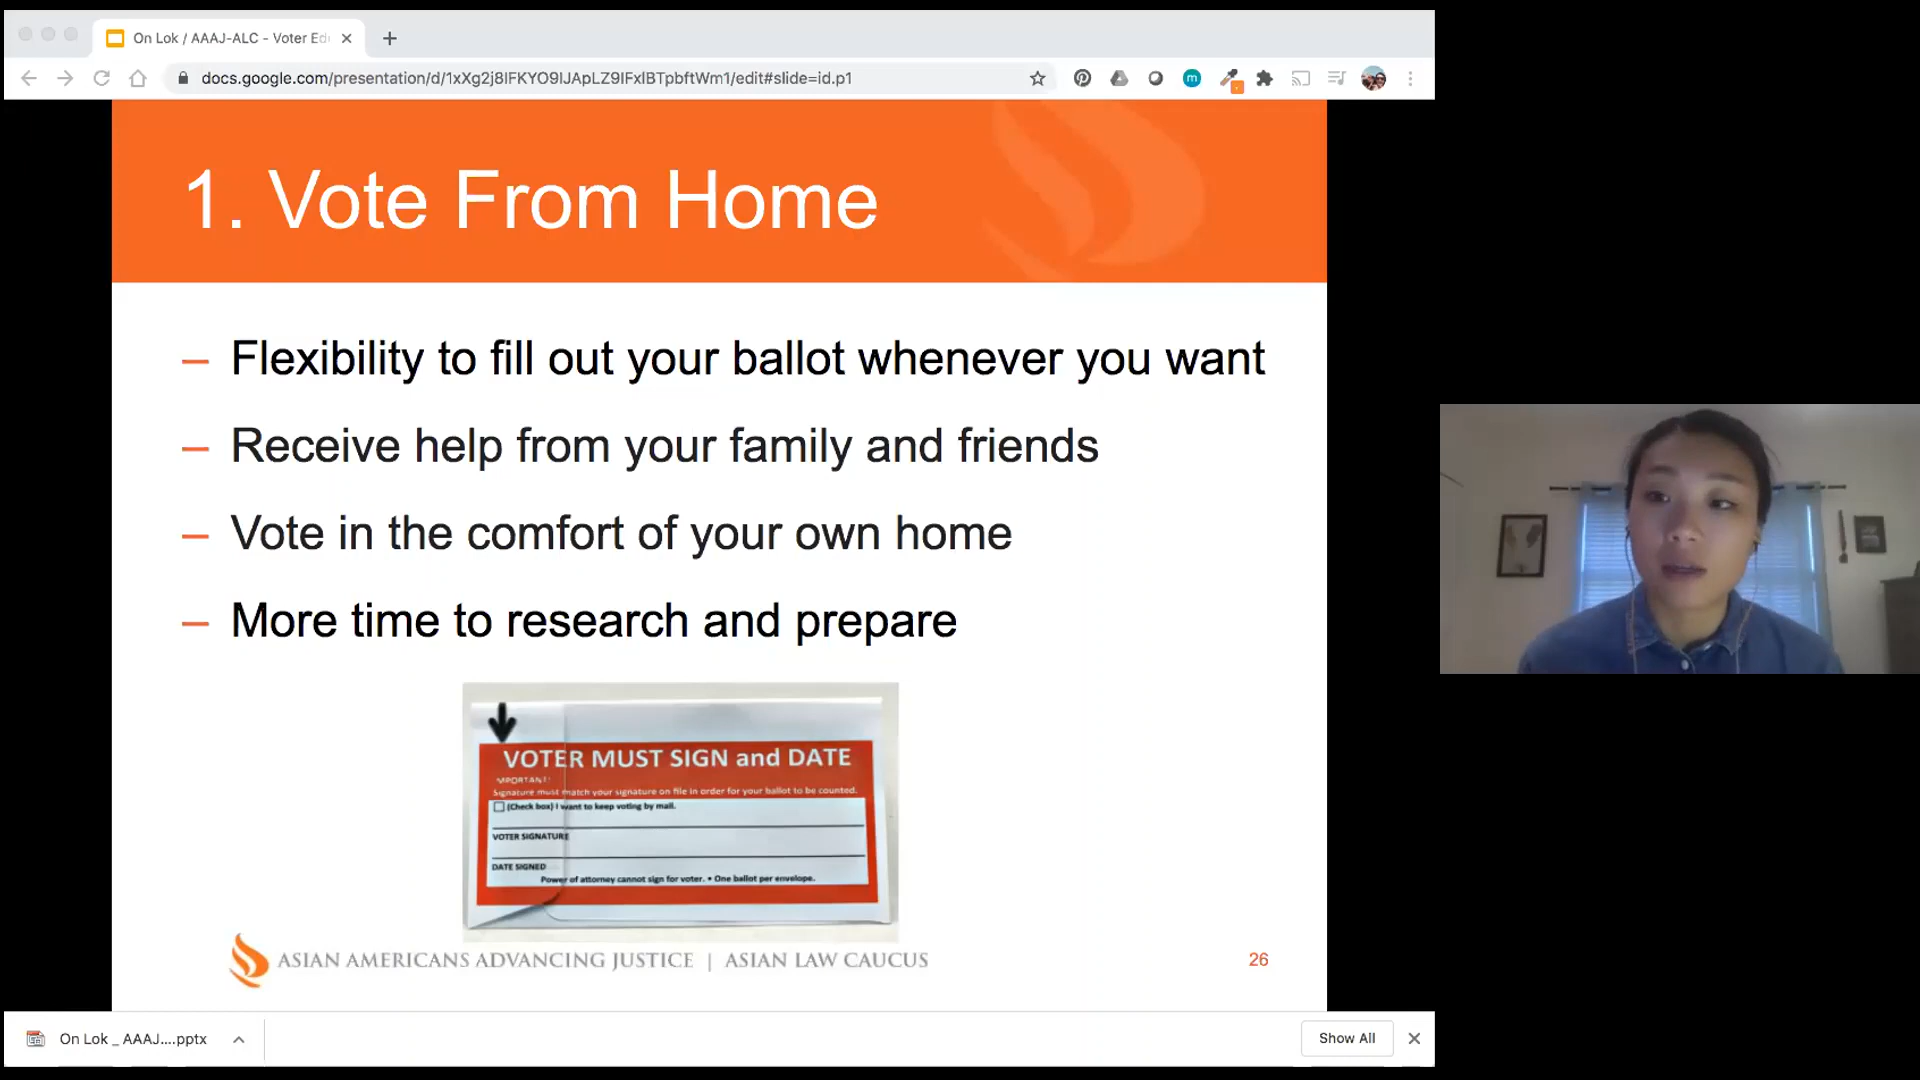 On Lok / AAAJ-ALC - Voter Ed
docs.google.com/presentation/d/1xXg2j8IFKYO9IJApLZ9IFxIBTpbftWm1/edit#slide=id.p1
1. Vote From Home
– Flexibility to fill out your ballot whenever you want
– Receive help from your family and friends
– Vote in the comfort of your own home
– More time to research and prepare
VOTER MUST SIGN and DATE
IMPORTANT!
Signature must match your signature on file in order for your ballot to be counted.
(Check box) I want to keep voting by mail.
VOTER SIGNATURE
DATE SIGNED
Power of attorney cannot sign for voter. • One ballot per envelope.
ASIAN AMERICANS ADVANCING JUSTICE | ASIAN LAW CAUCUS
26
On Lok _ AAAJ....pptx
Show All